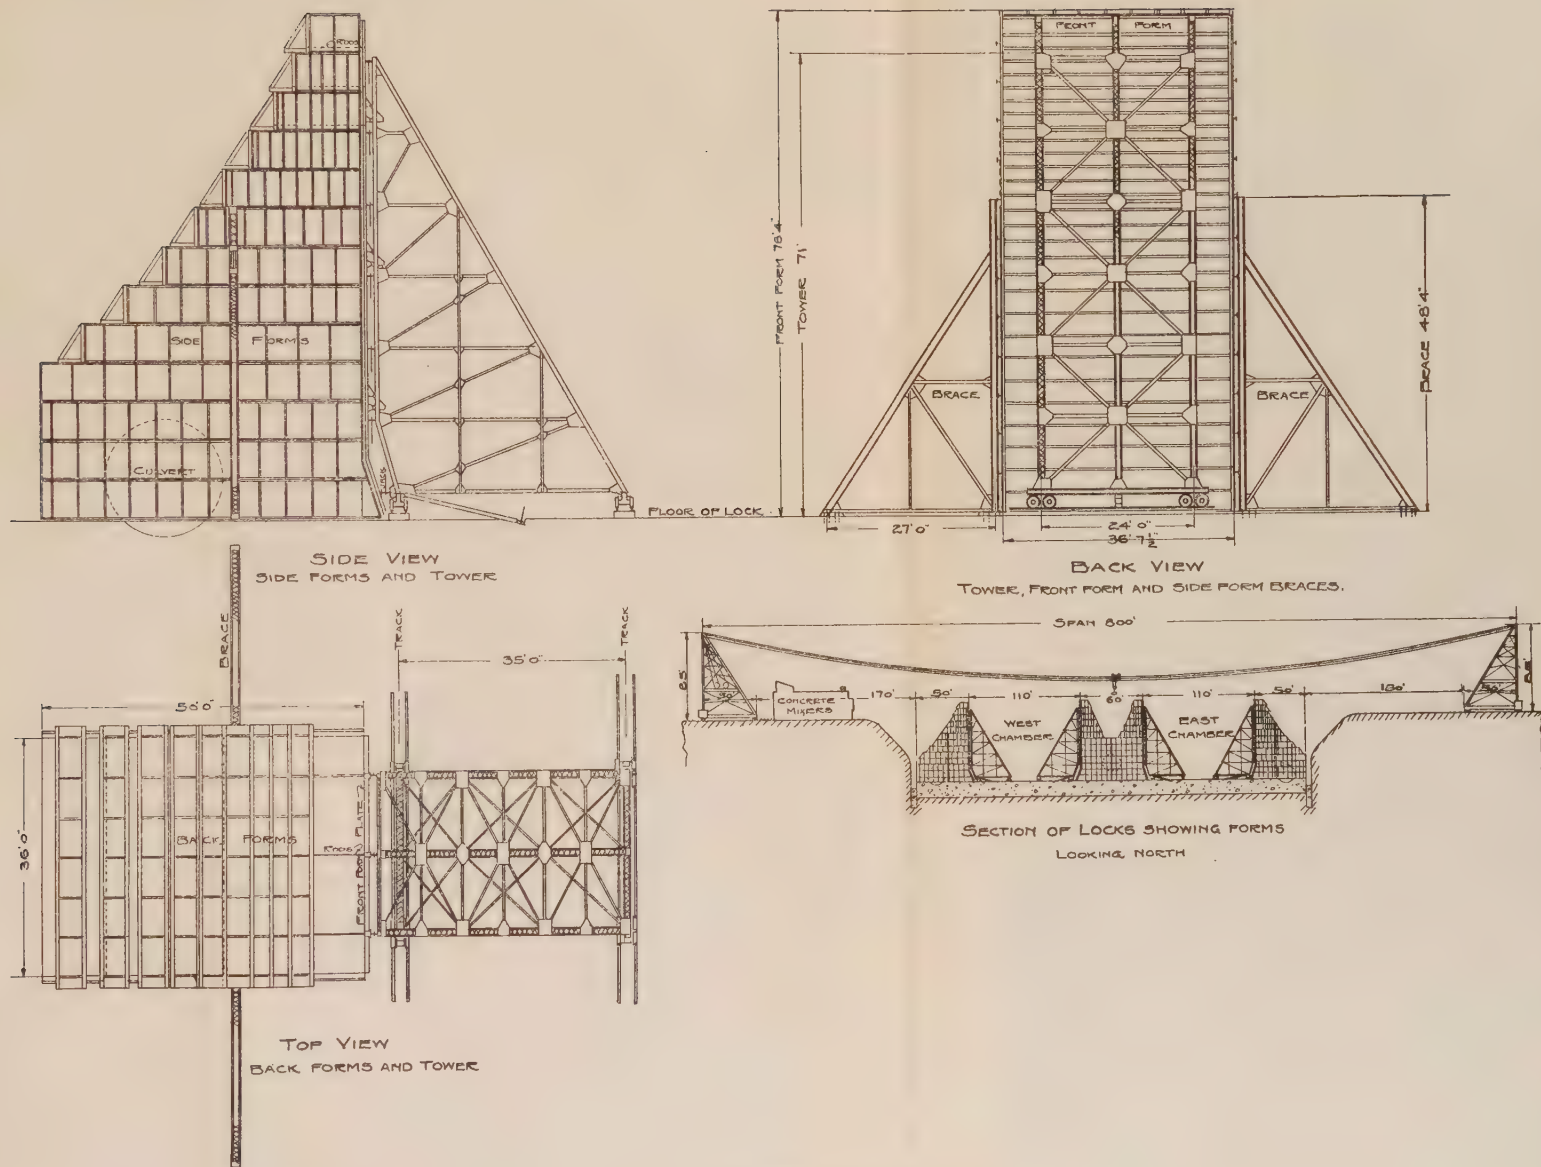 RODS
SIDE FORMS
CULVERT
JACK
FLOOR OF LOCK
SIDE VIEW
SIDE FORMS AND TOWER
FRONT FORM
FRONT FORM 78'4"
TOWER 71'
BRACE
BRACE
BRACE 48'4"
27'0"
24'0"
36'7½"
BACK VIEW
TOWER, FRONT FORM AND SIDE FORM BRACES.
BRACE
TRACK
TRACK
35'0"
50'0"
36'0"
BACK FORMS
RODS
FRONT FORM PLATE
TOP VIEW
BACK FORMS AND TOWER
SPAN 800'
85'
CONCRETE
MIXERS
170'
50'
110'
60'
110'
50'
180'
WEST
CHAMBER
EAST
CHAMBER
SECTION OF LOCKS SHOWING FORMS
LOOKING NORTH